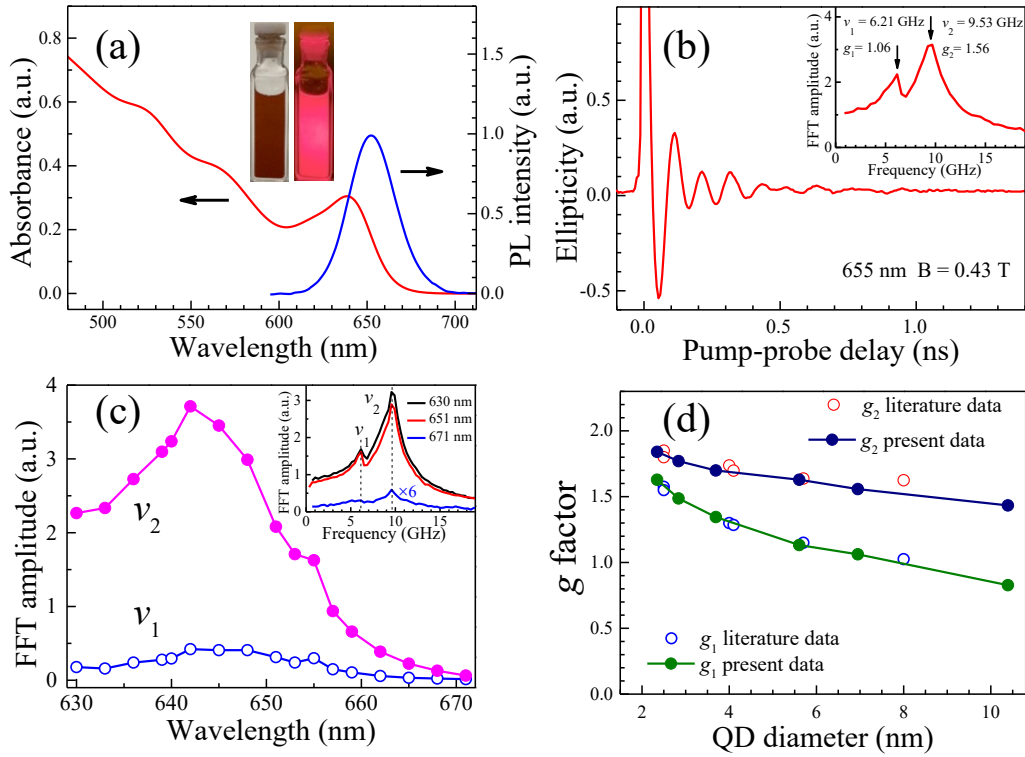 (a)
0.8
0.6
0.4
0.2
0.0
Absorbance (a.u.)
1.5
1.0
0.5
0.0
PL intensity (a.u.)
500 550 600 650 700
Wavelength (nm)
(b)
0.5
0.0
-0.5
Ellipticity (a.u.)
0.0 0.5 1.0
Pump-probe delay (ns)
655 nm B = 0.43 T
v1 = 6.21 GHz
g1 = 1.06
v2 = 9.53 GHz
g2 = 1.56
4
3
2
1
0
FFT amplitude (a.u.)
0 5 10 15
Frequency (GHz)
(c)
4
3
2
1
0
FFT amplitude (a.u.)
v2
v1
630 640 650 660 670
Wavelength (nm)
3
2
1
0
FFT amplitude (a.u.)
v1
v2
630 nm
651 nm
671 nm
×6
0 5 10 15
Frequency (GHz)
(d)
g2 literature data
g2 present data
2.0
1.5
1.0
0.5
0.0
g factor
g1 literature data
g1 present data
2 4 6 8 10
QD diameter (nm)